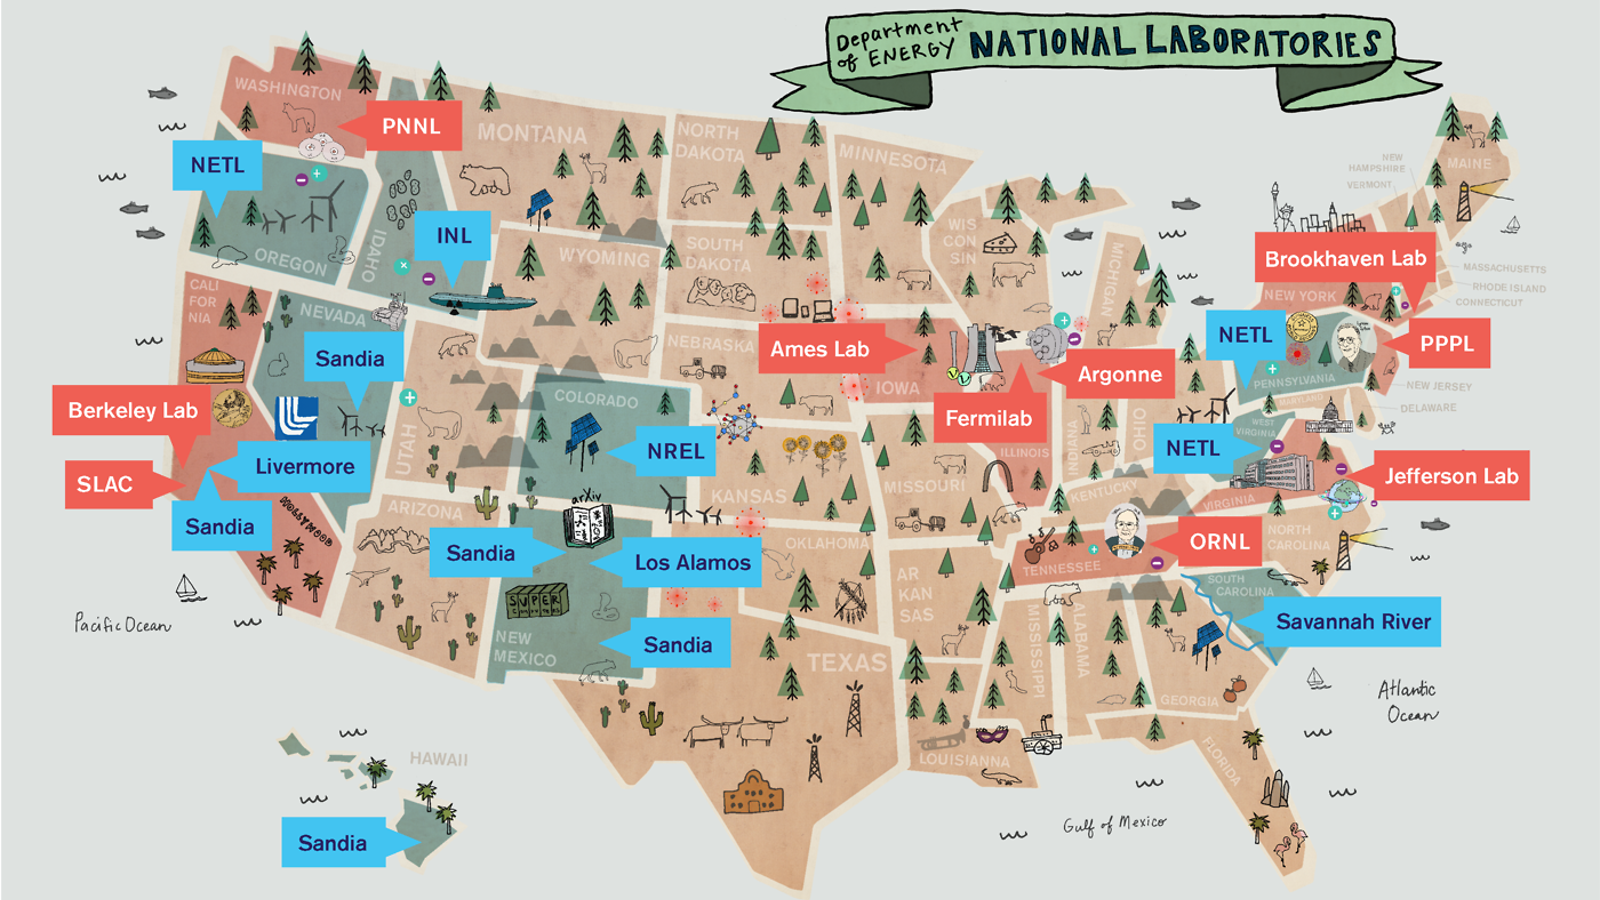 Department
of ENERGY
NATIONAL LABORATORIES
WASHINGTON
PNNL
MONTANA
NORTH
DAKOTA
MINNESOTA
NEW
HAMPSHIRE
VERMONT
MAINE
NETL
OREGON
IDAHO
INL
WYOMING
SOUTH
DAKOTA
WIS
CON
SIN
MICHIGAN
Brookhaven Lab
MASSACHUSETTS
RHODE ISLAND
CONNECTICUT
NEW YORK
CALI
FOR
NIA
NEVADA
Sandia
NEBRASKA
Ames Lab
IOWA
Argonne
Fermilab
NETL
PPPL
PENNSYLVANIA
NEW JERSEY
MARYLAND
DELAWARE
Berkeley Lab
SLAC
Livermore
Sandia
HOLLYWOOD
UTAH
COLORADO
NREL
KANSAS
MISSOURI
ILLINOIS
INDIANA
OHIO
NETL
WEST
VIRGINIA
Jefferson Lab
VIRGINIA
KENTUCKY
ARIZONA
arXiv
Sandia
Los Alamos
SUPER
NEW
MEXICO
Sandia
OKLAHOMA
AR
KAN
SAS
TENNESSEE
ORNL
NORTH
CAROLINA
SOUTH
CAROLINA
Savannah River
TEXAS
MISSISSIPPI
ALABAMA
GEORGIA
LOUISIANNA
FLORIDA
Pacific Ocean
Atlantic
Ocean
Gulf of Mexico
HAWAII
Sandia